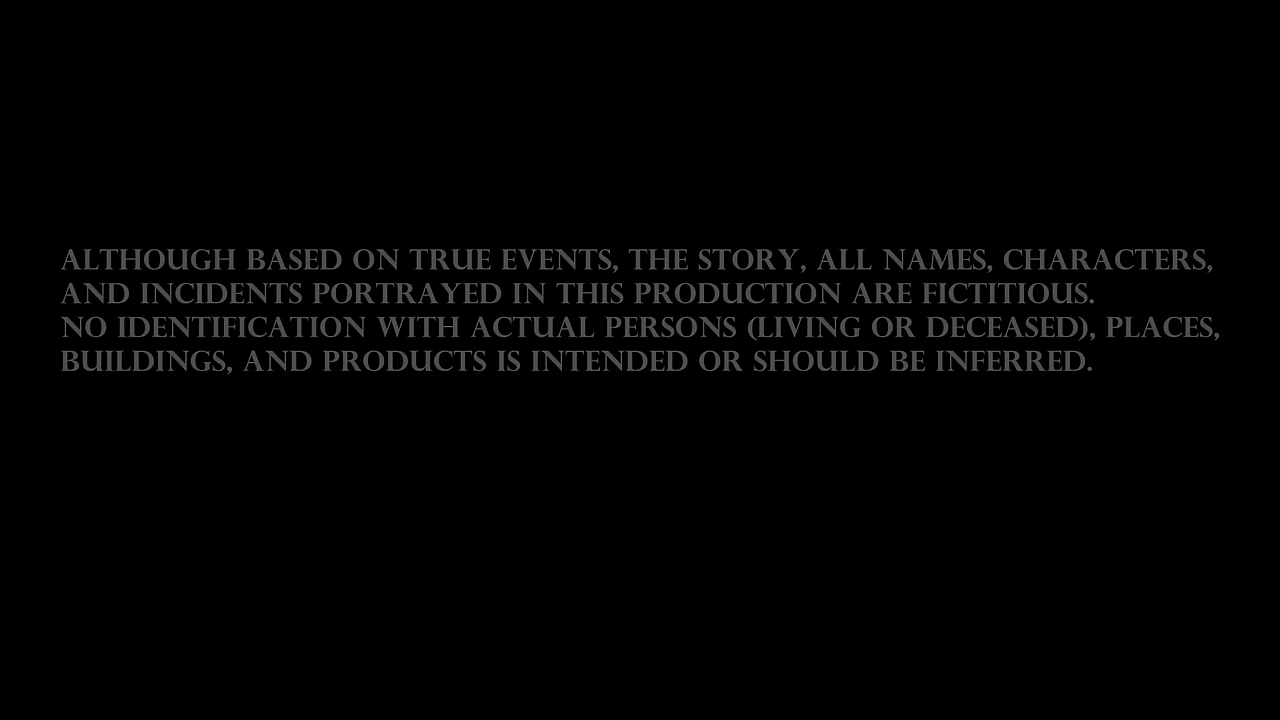 ALTHOUGH BASED ON TRUE EVENTS, THE STORY, ALL NAMES, CHARACTERS,
AND INCIDENTS PORTRAYED IN THIS PRODUCTION ARE FICTITIOUS.
NO IDENTIFICATION WITH ACTUAL PERSONS (LIVING OR DECEASED), PLACES,
BUILDINGS, AND PRODUCTS IS INTENDED OR SHOULD BE INFERRED.